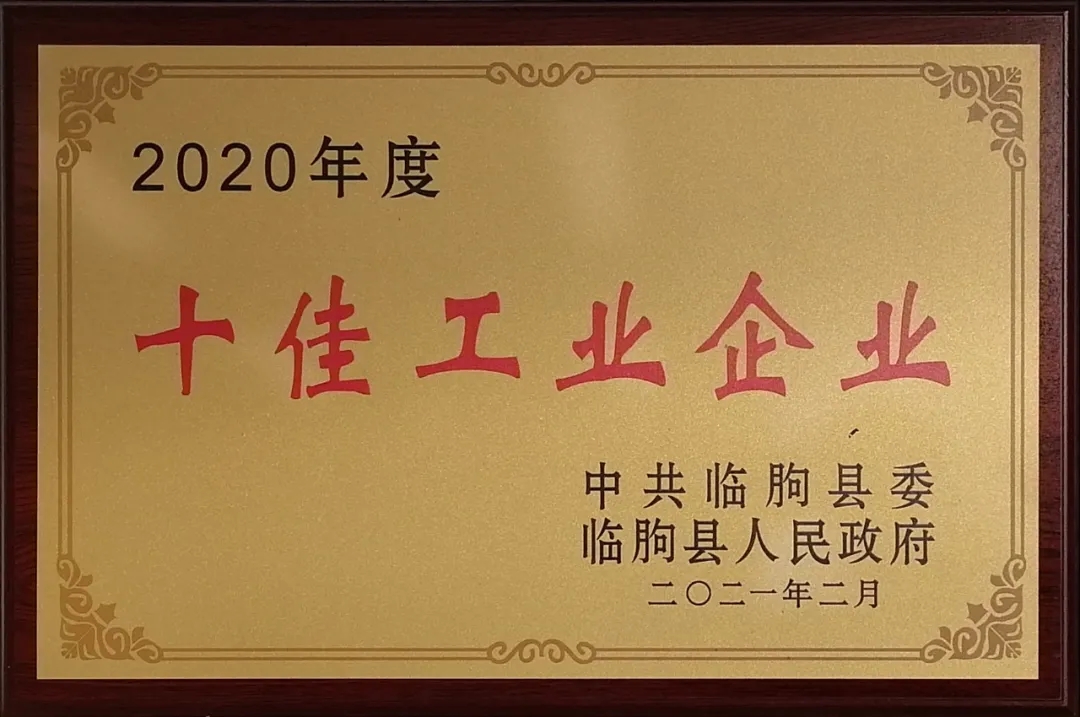 2020年度
十佳工业企业
中共临朐县委
临朐县人民政府
二〇二一年二月